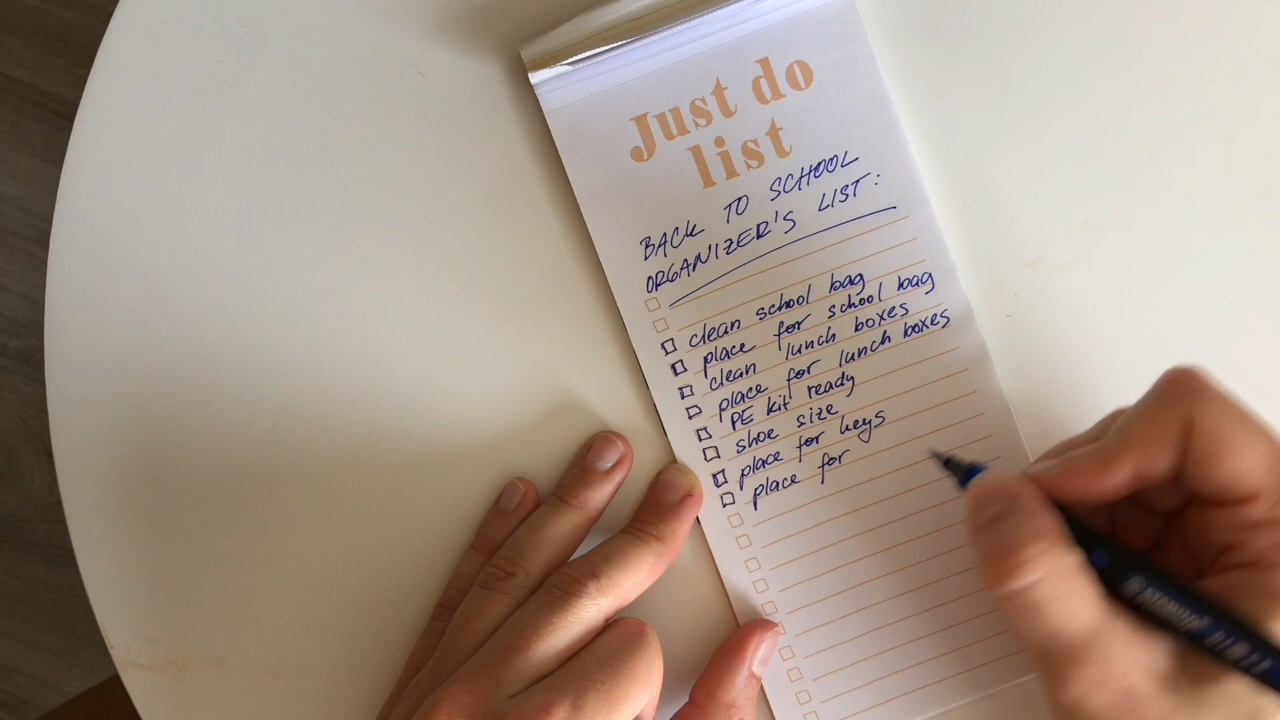 Just do
list
BACK TO SCHOOL
ORGANIZER'S LIST:
clean school bag
place for school bag
clean lunch boxes
place for lunch boxes
PE kit ready
shoe size
place for keys
place for